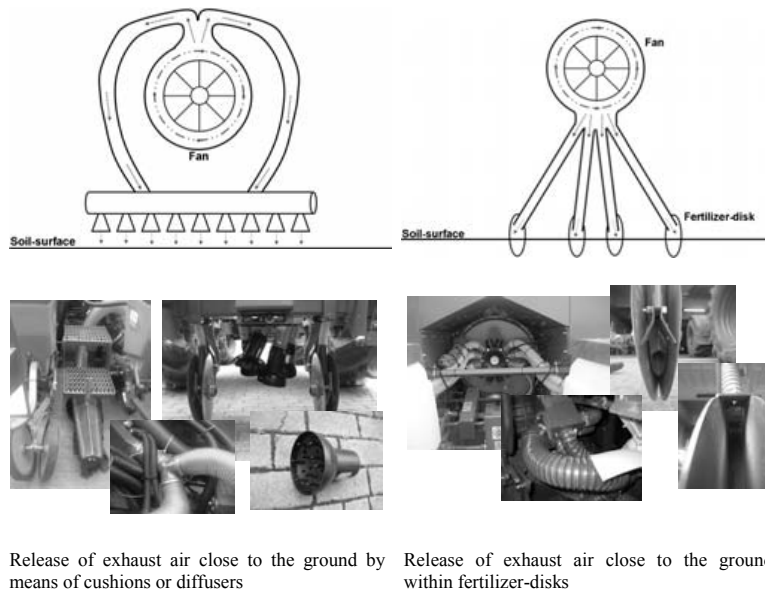 Fan
Soil-surface
Fan
Fertilizer-disk
Soil-surface
Release of exhaust air close to the ground by
means of cushions or diffusers
Release of exhaust air close to the ground
within fertilizer-disks